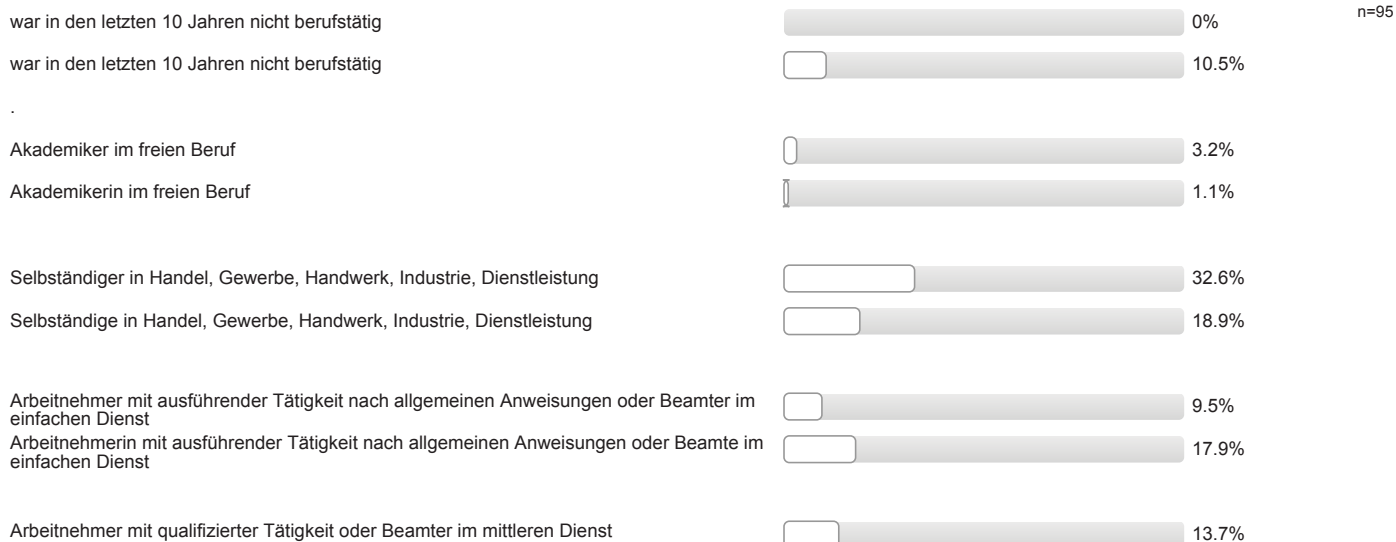 war in den letzten 10 Jahren nicht berufstätig 0% n=95
war in den letzten 10 Jahren nicht berufstätig 10.5%
.
Akademiker im freien Beruf 3.2%
Akademikerin im freien Beruf 1.1%
Selbständiger in Handel, Gewerbe, Handwerk, Industrie, Dienstleistung 32.6%
Selbständige in Handel, Gewerbe, Handwerk, Industrie, Dienstleistung 18.9%
Arbeitnehmer mit ausführender Tätigkeit nach allgemeinen Anweisungen oder Beamter im
einfachen Dienst 9.5%
Arbeitnehmerin mit ausführender Tätigkeit nach allgemeinen Anweisungen oder Beamte im
einfachen Dienst 17.9%
Arbeitnehmer mit qualifizierter Tätigkeit oder Beamter im mittleren Dienst 13.7%